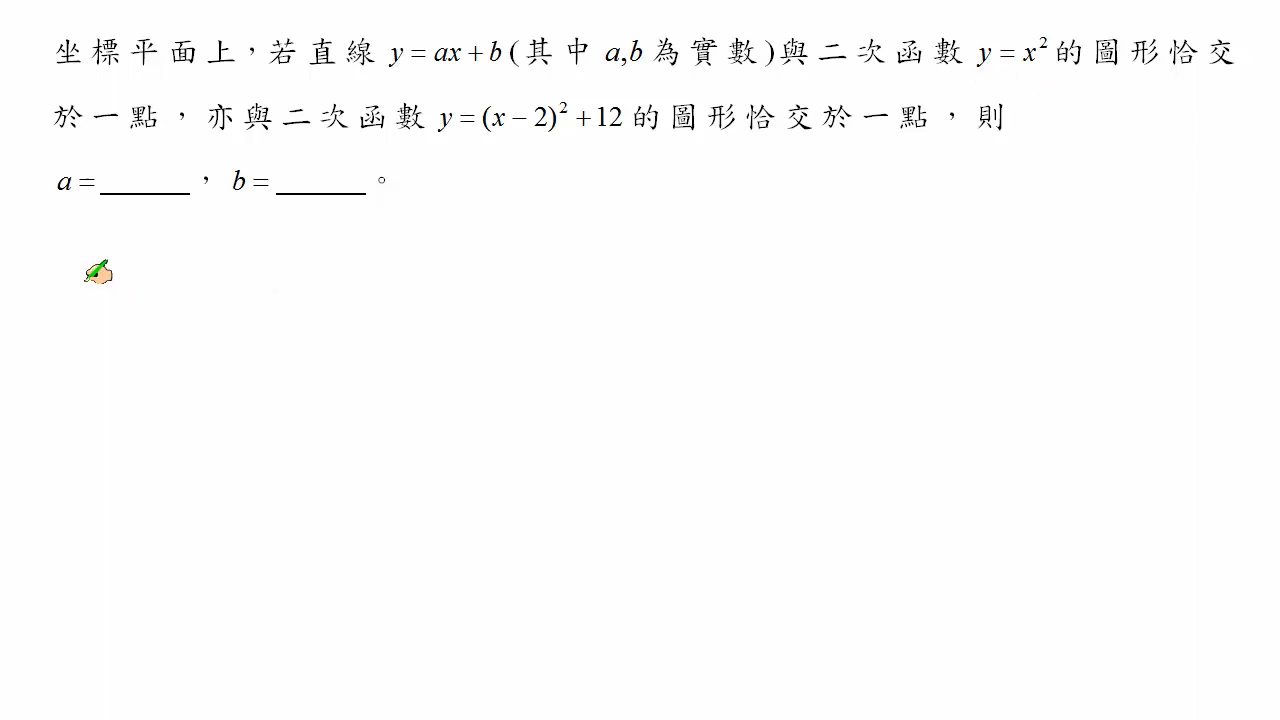 坐標平面上，若直線 y = ax + b (其中 a,b 為實數)與二次函數 y = x² 的圖形恰交
於一點，亦與二次函數 y = (x − 2)² + 12 的圖形恰交於一點，則
a = ______， b = ______。